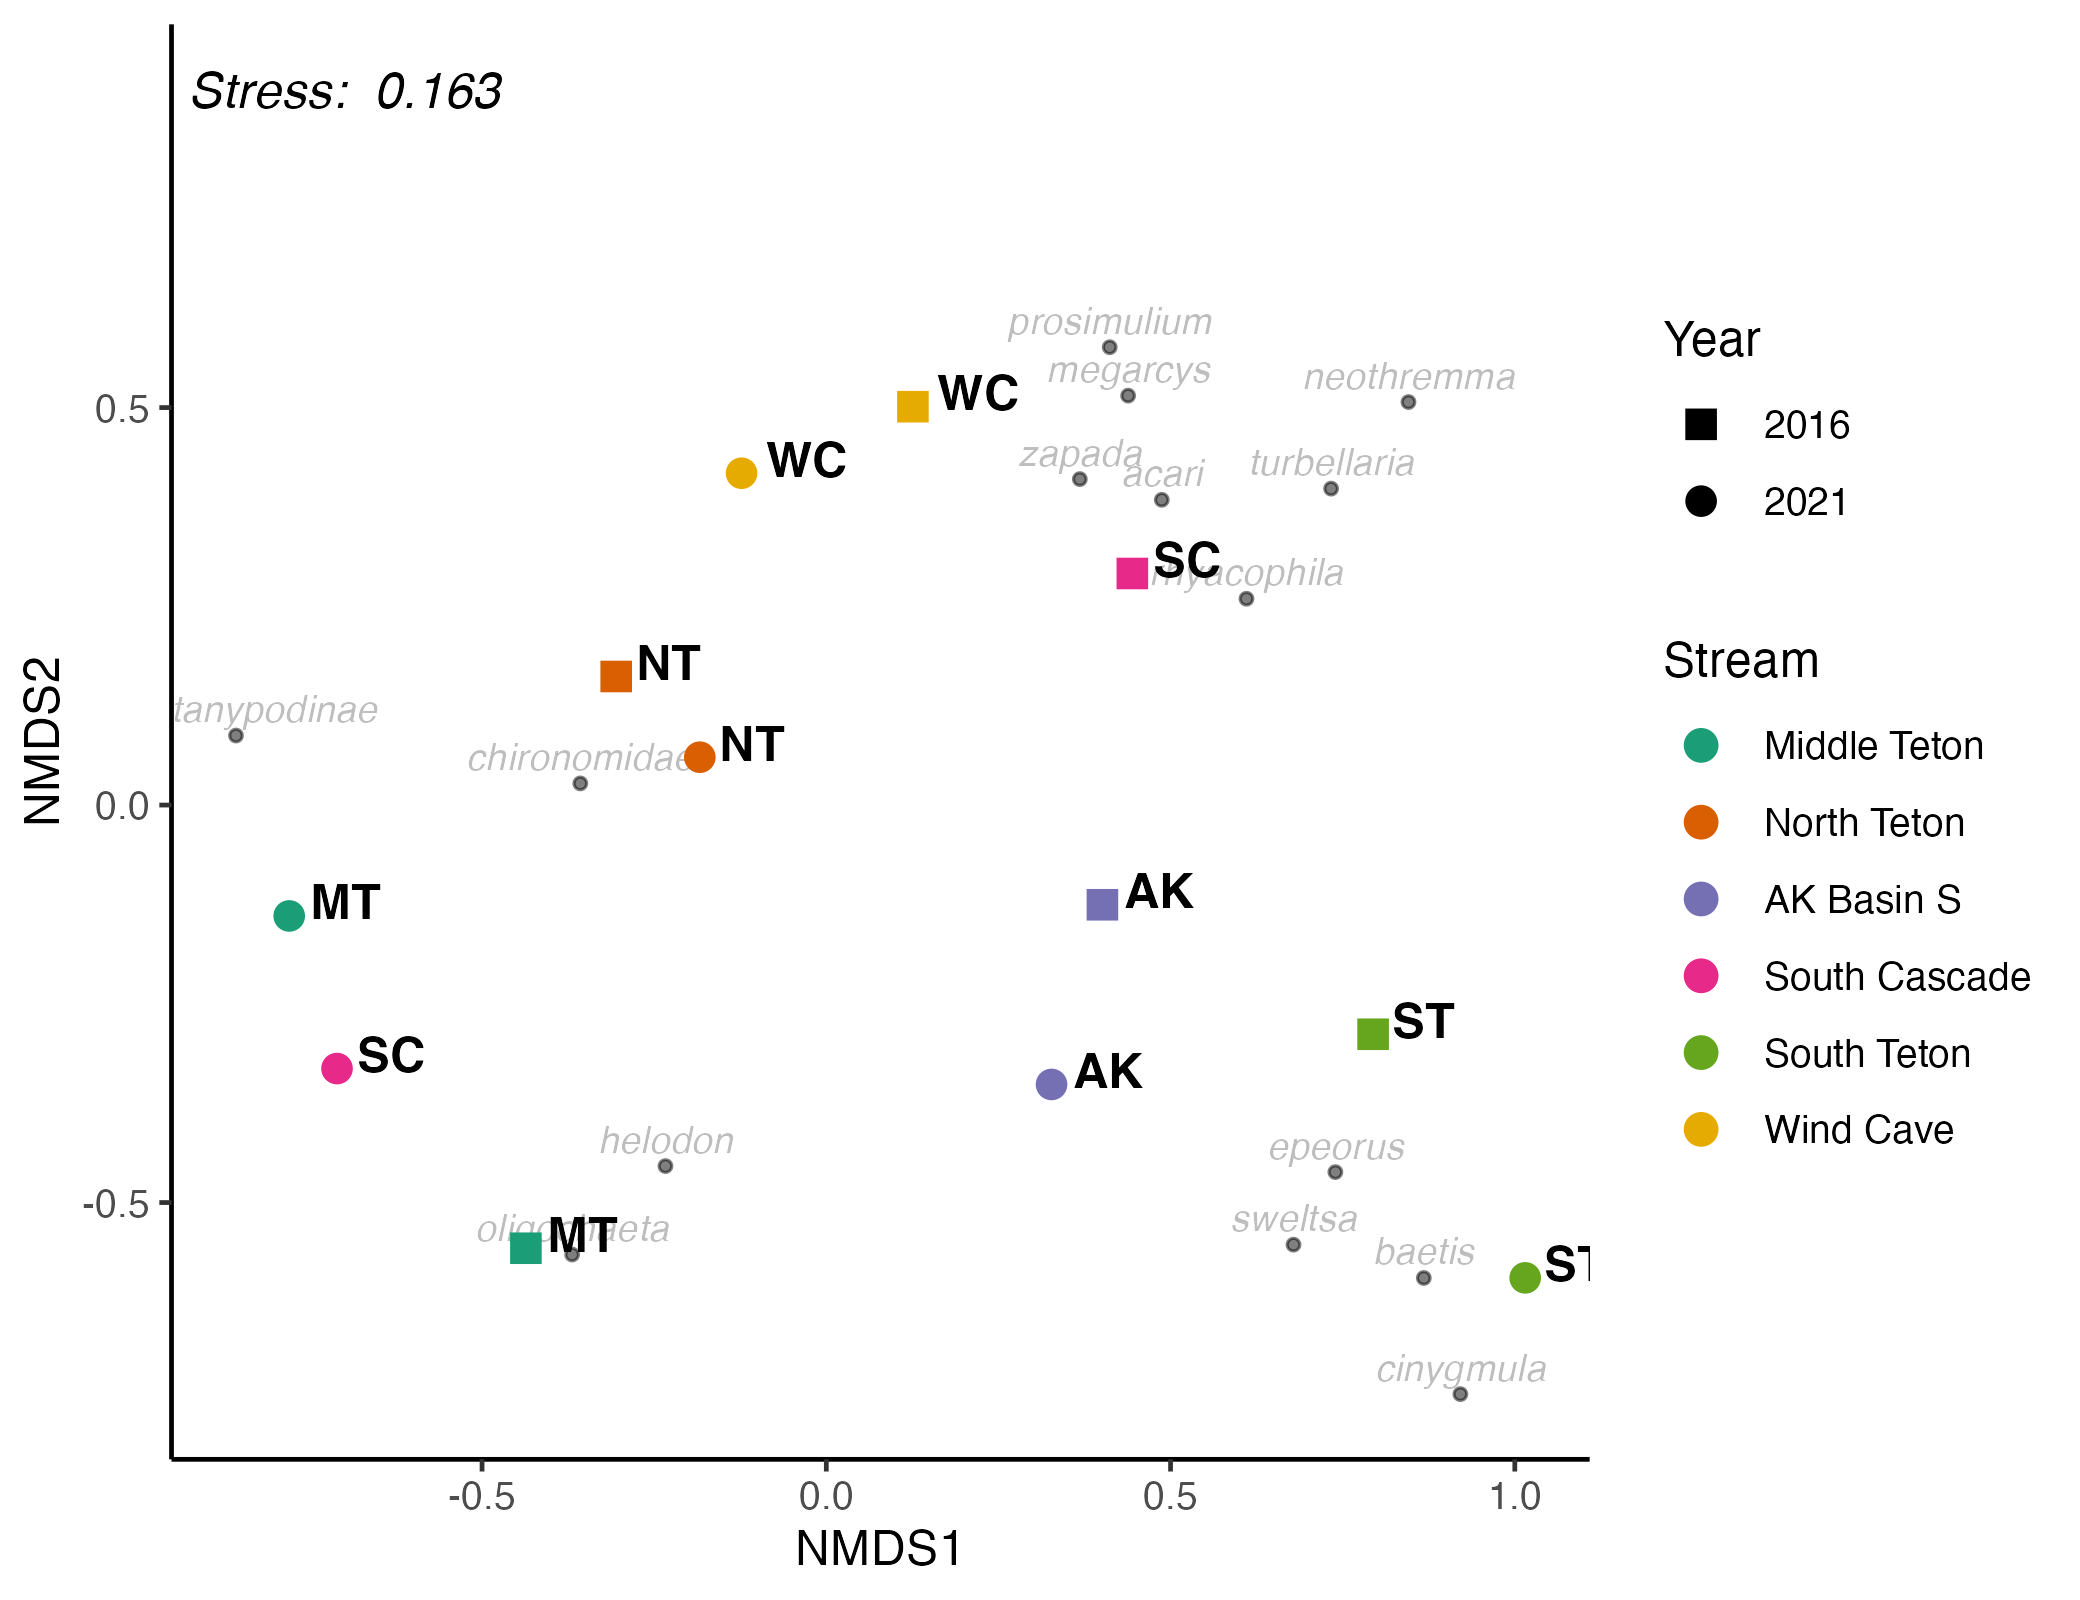 Stress: 0.163
prosimulium
megarcys
neothremma
WC
WC
zapada
acari
turbellaria
SC
rhyacophila
NT
tanypodinae
NT
chironomidae
MT
AK
ST
SC
AK
helodon
epeorus
oligochaeta
MT
sweltsa
baetis
ST
cinygmula
0.5
0.0
-0.5
NMDS2
-0.5
0.0
0.5
1.0
NMDS1
Year
2016
2021
Stream
Middle Teton
North Teton
AK Basin S
South Cascade
South Teton
Wind Cave